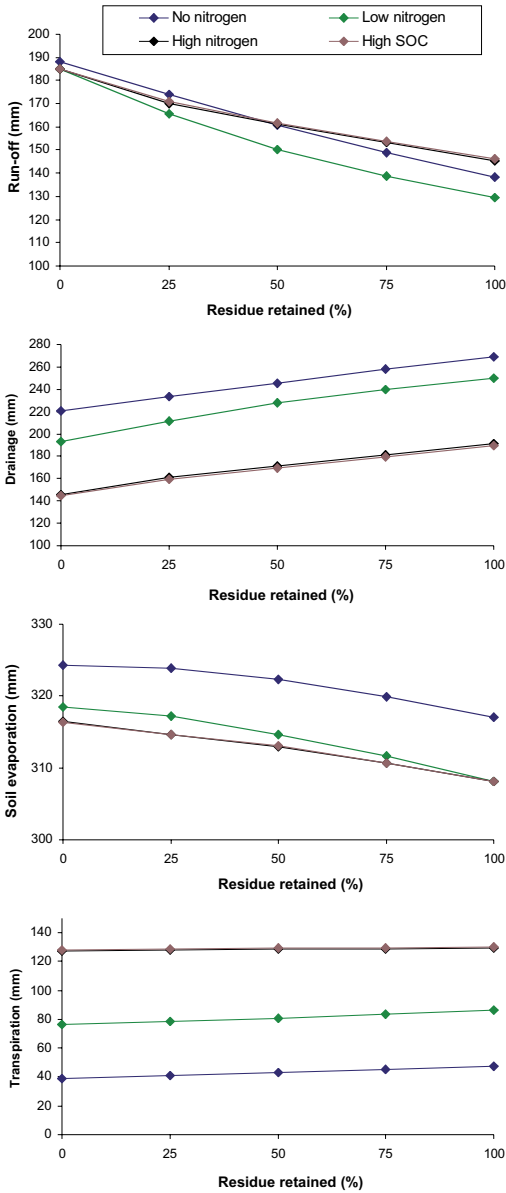 No nitrogen Low nitrogen
High nitrogen High SOC
200
190
180
170
160
150
140
130
120
110
100
Run-off (mm)
0 25 50 75 100
Residue retained (%)
280
260
240
220
200
180
160
140
120
100
Drainage (mm)
0 25 50 75 100
Residue retained (%)
330
320
310
300
Soil evaporation (mm)
0 25 50 75 100
Residue retained (%)
140
120
100
80
60
40
20
0
Transpiration (mm)
0 25 50 75 100
Residue retained (%)